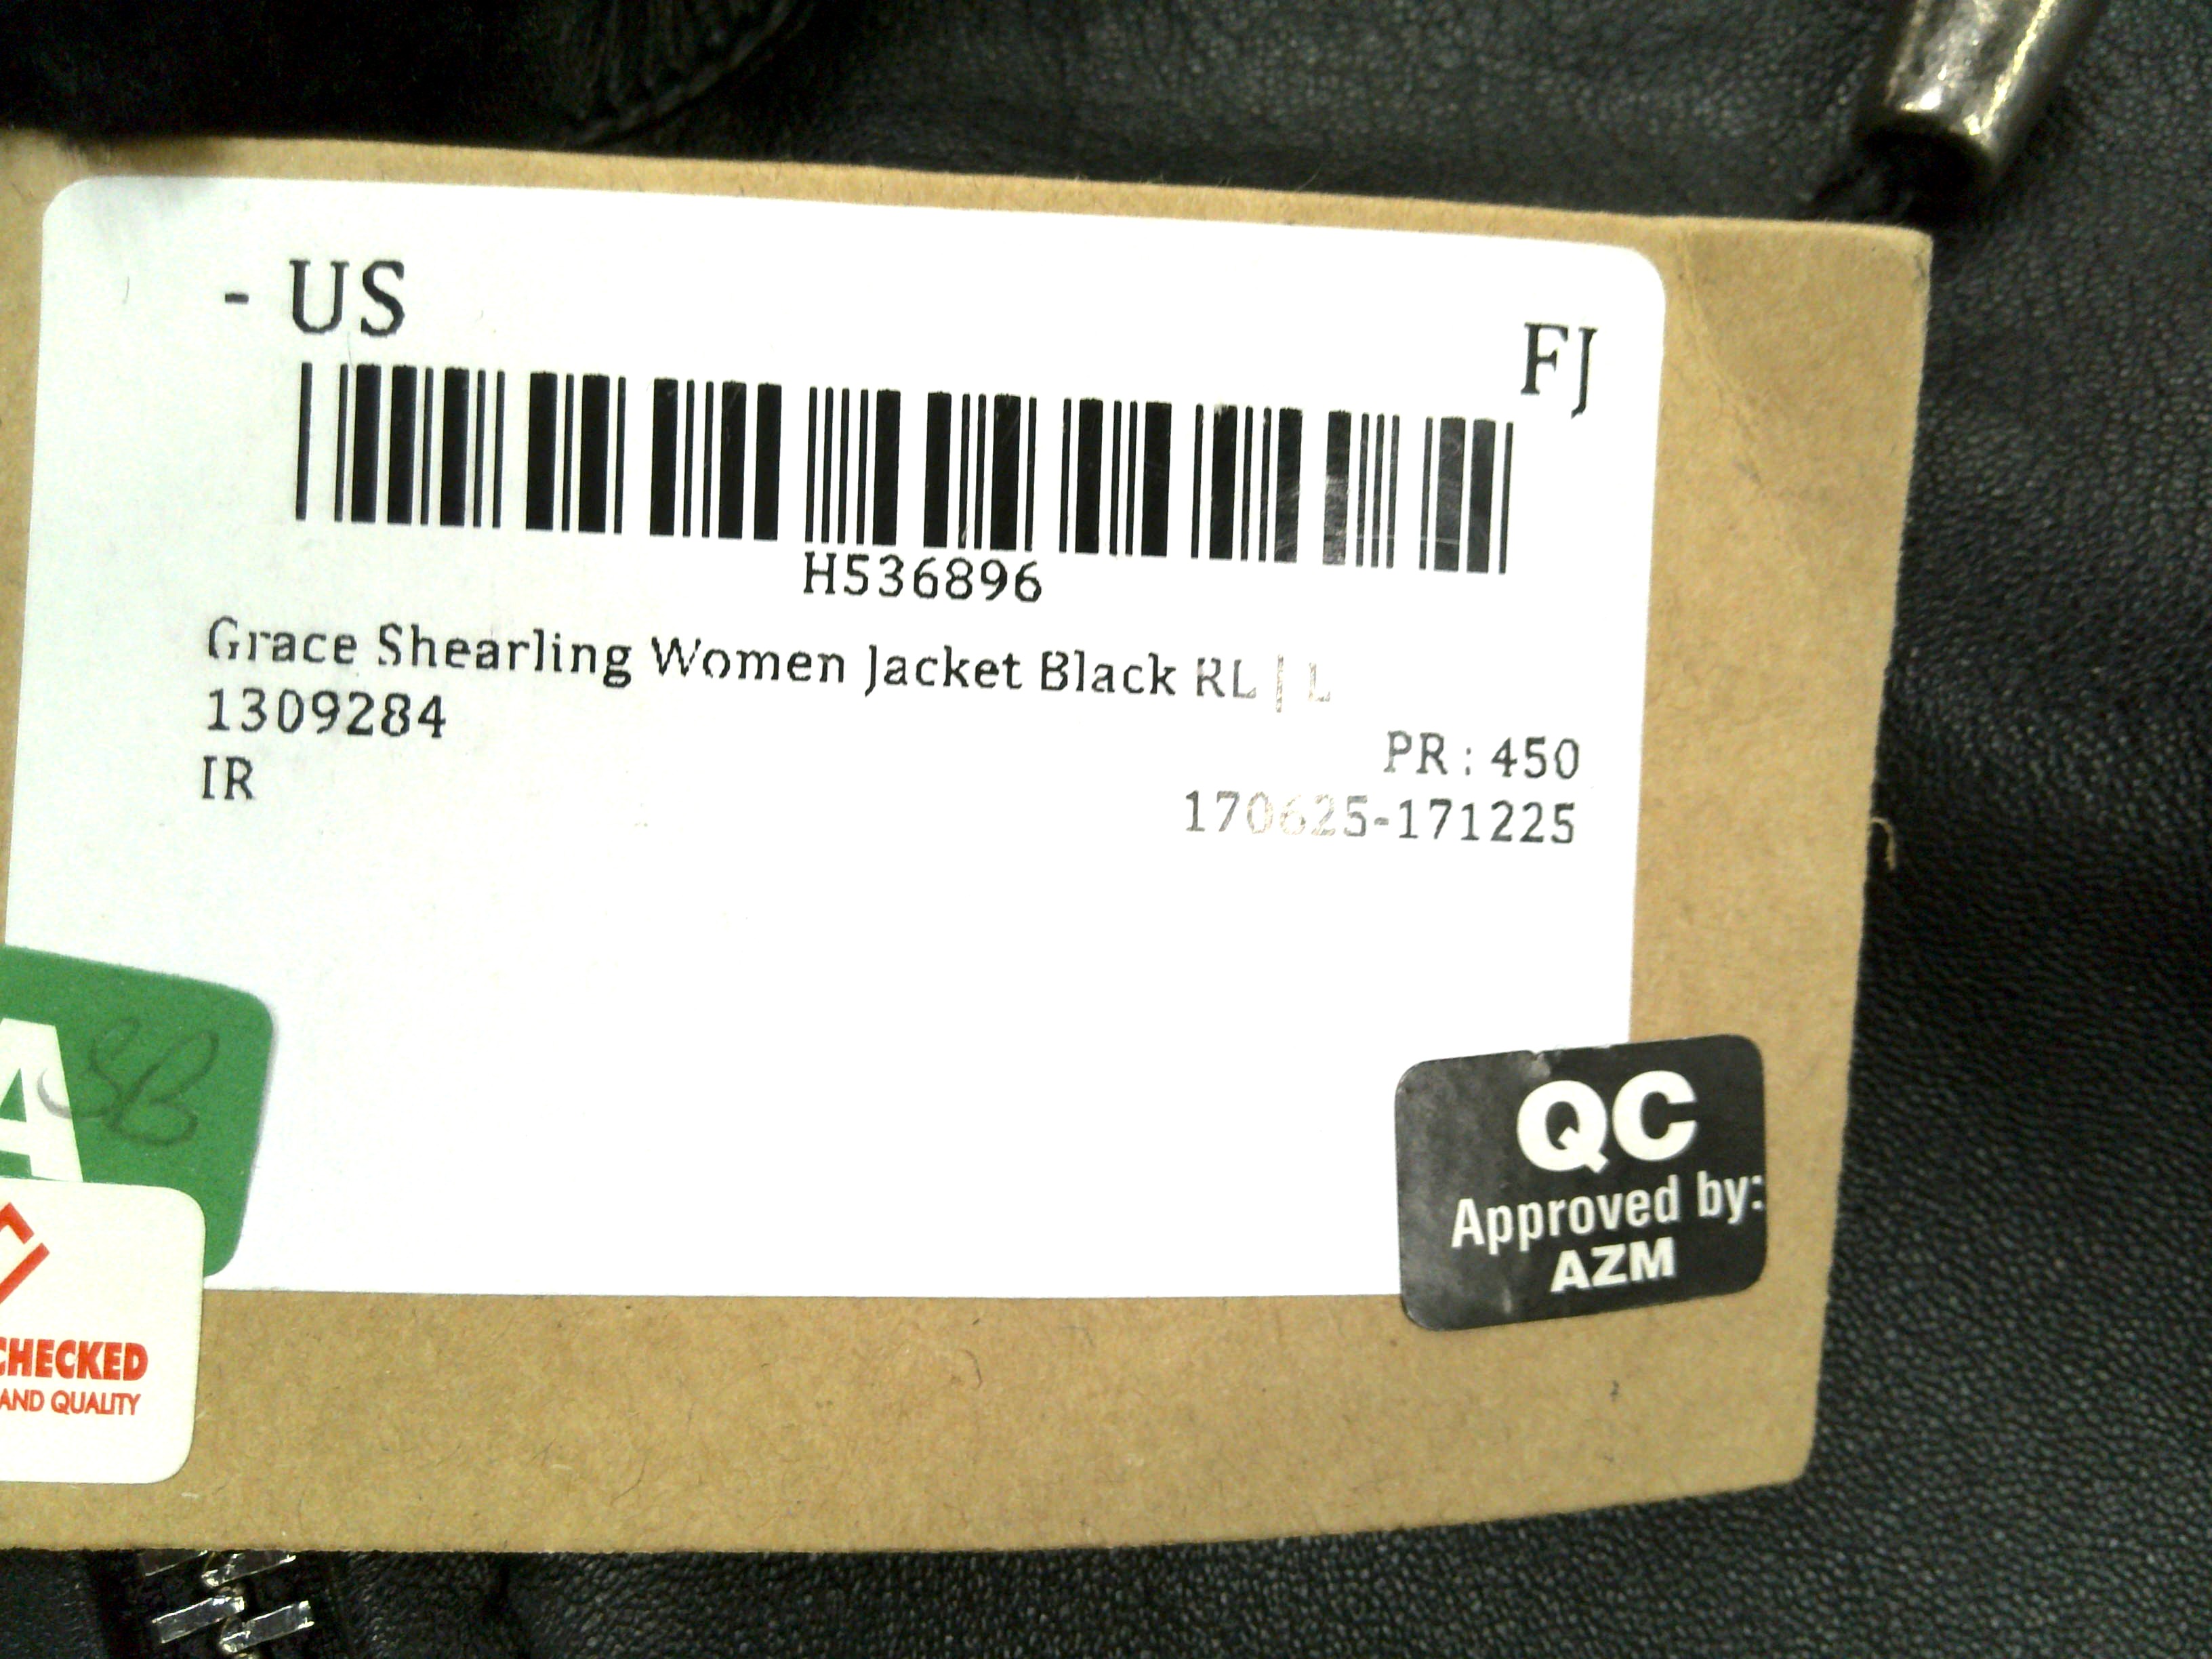 - US
FJ
H536896
Grace Shearling Women Jacket Black RL | L
1309284
PR : 450
IR
170625-171225
A
SB
QC
Approved by:
AZM
CHECKED
AND QUALITY